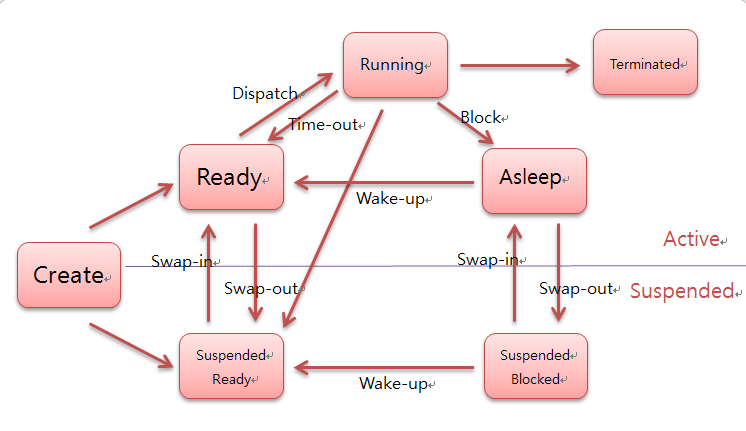 Running
Terminated
Dispatch
Time-out
Block
Ready
Asleep
Wake-up
Active
Create
Swap-in
Swap-in
Swap-out
Swap-out
Suspended
Suspended
Ready
Suspended
Blocked
Wake-up